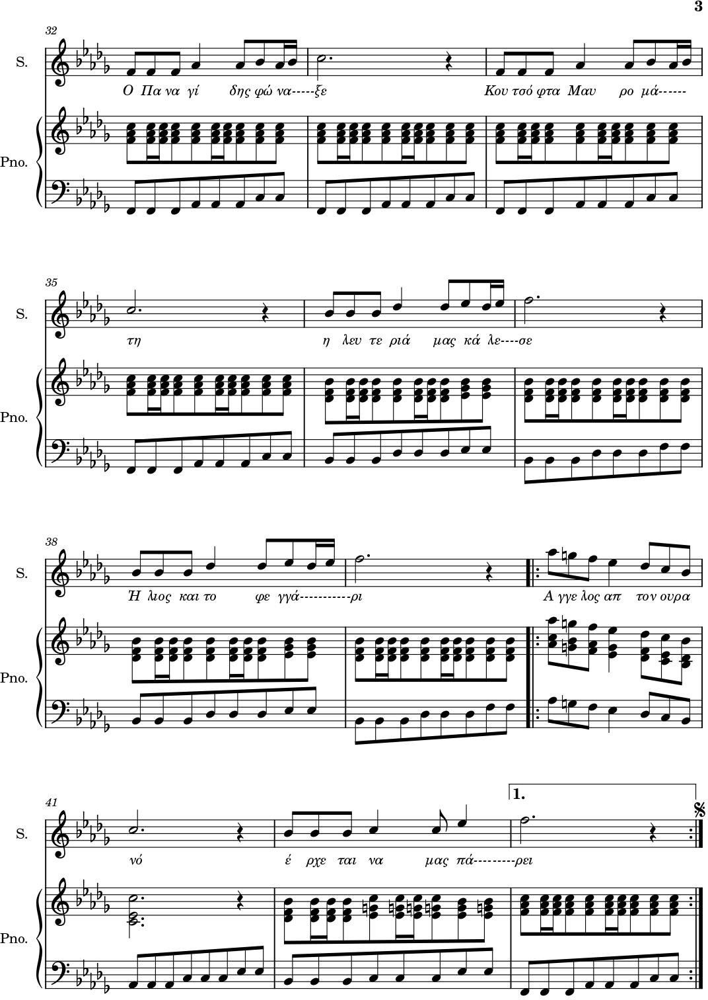 3
32
S.
Ο Πα να γί δης φώ να-----ξε Κου τσό φτα Μαυ ρο μά------
Pno.
35
S.
τη η λευ τε ριά μας κά λε----σε
Pno.
38
S.
Ή λιος και το φε γγά-----------ρι Α γγε λος απ τον ουρα
Pno.
41
1.
S.
νό έ ρχε ται να μας πά---------ρει
Pno.